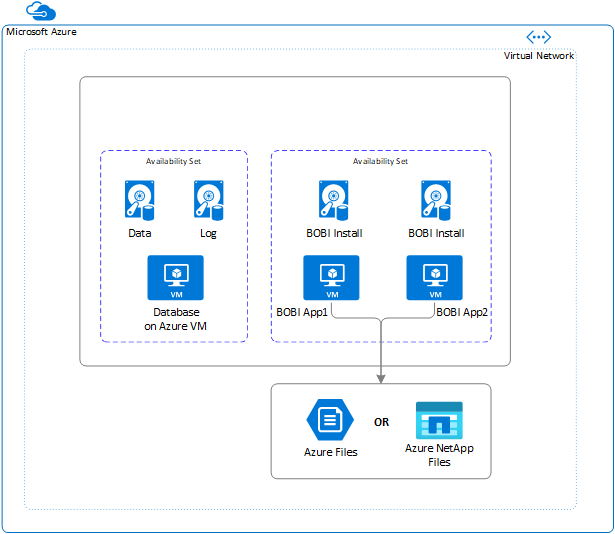 Microsoft Azure
Virtual Network
Availability Set
Availability Set
Data
Log
BOBI Install
BOBI Install
VM
VM
VM
Database
on Azure VM
BOBI App1
BOBI App2
Azure Files
OR
Azure NetApp
Files